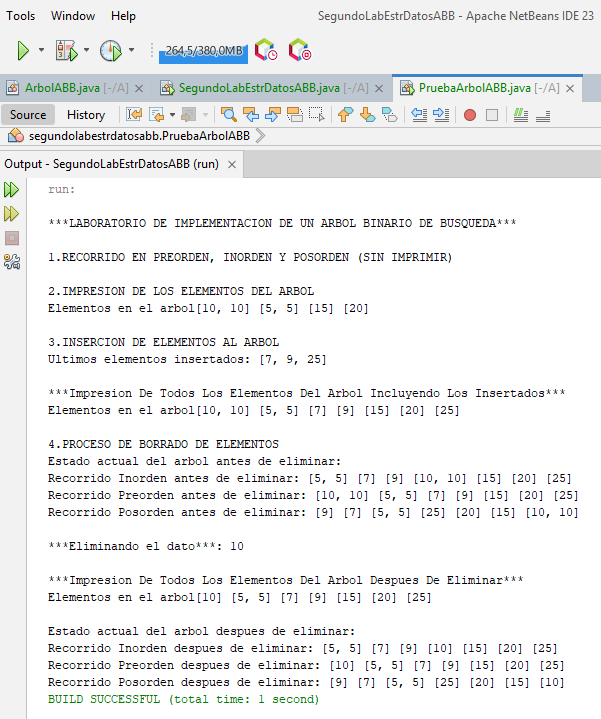 Tools Window Help SegundoLabEstrDatosABB - Apache NetBeans IDE 23
264,5/380,0MB
ArbolABB.java [-/A] SegundoLabEstrDatosABB.java [-/A] PruebaArbolABB.java [-/A]
Source History
segundolabestrdatosabb.PruebaArbolABB
Output - SegundoLabEstrDatosABB (run)
run:
***LABORATORIO DE IMPLEMENTACION DE UN ARBOL BINARIO DE BUSQUEDA***
1.RECORRIDO EN PREORDEN, INORDEN Y POSORDEN (SIN IMPRIMIR)
2.IMPRESION DE LOS ELEMENTOS DEL ARBOL
Elementos en el arbol[10, 10] [5, 5] [15] [20]
3.INSERCION DE ELEMENTOS AL ARBOL
Ultimos elementos insertados: [7, 9, 25]
***Impresion De Todos Los Elementos Del Arbol Incluyendo Los Insertados***
Elementos en el arbol[10, 10] [5, 5] [7] [9] [15] [20] [25]
4.PROCESO DE BORRADO DE ELEMENTOS
Estado actual del arbol antes de eliminar:
Recorrido Inorden antes de eliminar: [5, 5] [7] [9] [10, 10] [15] [20] [25]
Recorrido Preorden antes de eliminar: [10, 10] [5, 5] [7] [9] [15] [20] [25]
Recorrido Posorden antes de eliminar: [9] [7] [5, 5] [25] [20] [15] [10, 10]
***Eliminando el dato***: 10
***Impresion De Todos Los Elementos Del Arbol Despues De Eliminar***
Elementos en el arbol[10] [5, 5] [7] [9] [15] [20] [25]
Estado actual del arbol despues de eliminar:
Recorrido Inorden despues de eliminar: [5, 5] [7] [9] [10] [15] [20] [25]
Recorrido Preorden despues de eliminar: [10] [5, 5] [7] [9] [15] [20] [25]
Recorrido Posorden despues de eliminar: [9] [7] [5, 5] [25] [20] [15] [10]
BUILD SUCCESSFUL (total time: 1 second)